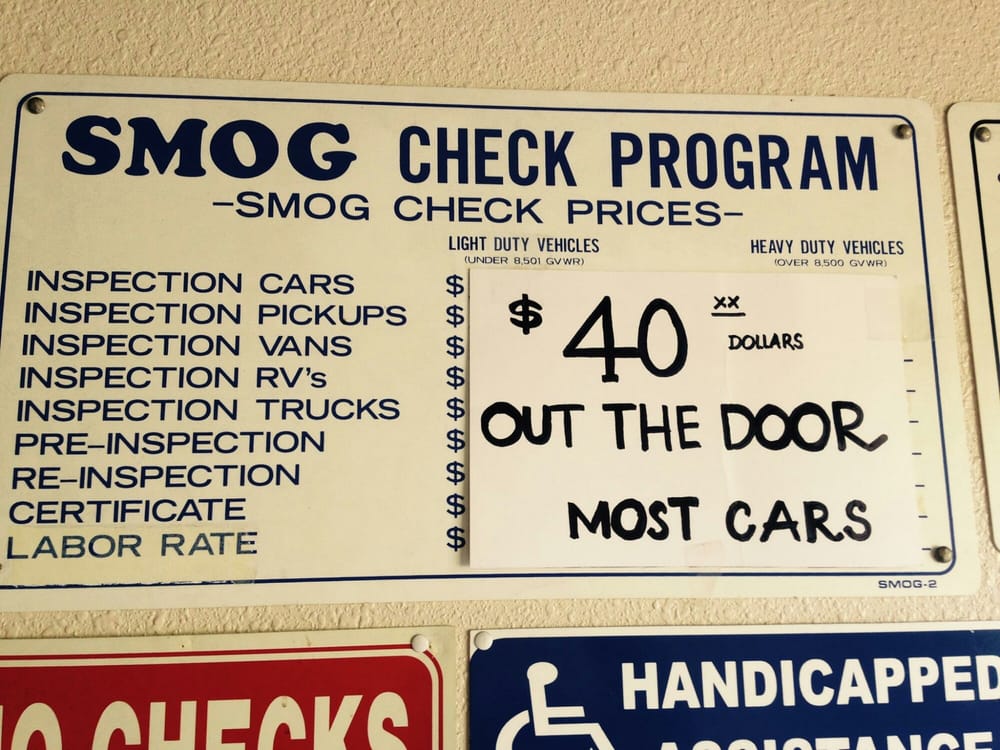 SMOG CHECK PROGRAM
-SMOG CHECK PRICES-
LIGHT DUTY VEHICLES
(UNDER 8,501 GVWR)
HEAVY DUTY VEHICLES
(OVER 8,500 GVWR)
INSPECTION CARS $
INSPECTION PICKUPS $
INSPECTION VANS $
INSPECTION RV's $
INSPECTION TRUCKS $
PRE-INSPECTION $
RE-INSPECTION $
CERTIFICATE $
LABOR RATE $
$ 40 xx
DOLLARS
OUT THE DOOR
MOST CARS
SMOG-2
CHECKS
HANDICAPPED
ASSISTANCE